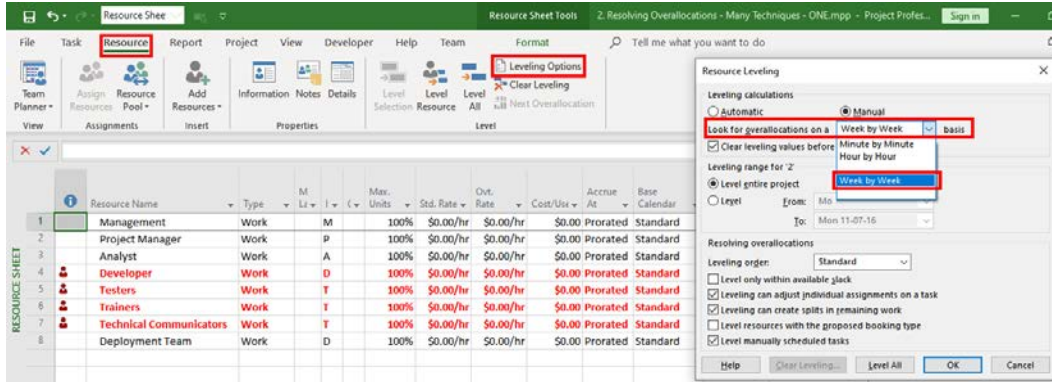 Resource Shee
Resource Sheet Tools
2. Resolving Overallocations - Many Techniques - ONE.mpp - Project Profes...
Sign in
File Task Resource Report Project View Developer Help Team Format Tell me what you want to do
Team Planner
Assign Resources
Resource Pool
Add Resources
Information Notes Details
Level Selection
Level Resource
Level All
Leveling Options
Clear Leveling
Next Overallocation
View Assignments Insert Properties Level
Resource Name Type M La I Max. Units Std. Rate Ovt. Rate Cost/Use Accrue At Base Calendar
1 Management Work M 100% $0.00/hr $0.00/hr $0.00 Prorated Standard
2 Project Manager Work P 100% $0.00/hr $0.00/hr $0.00 Prorated Standard
3 Analyst Work A 100% $0.00/hr $0.00/hr $0.00 Prorated Standard
4 Developer Work D 100% $0.00/hr $0.00/hr $0.00 Prorated Standard
5 Testers Work T 100% $0.00/hr $0.00/hr $0.00 Prorated Standard
6 Trainers Work T 100% $0.00/hr $0.00/hr $0.00 Prorated Standard
7 Technical Communicators Work T 100% $0.00/hr $0.00/hr $0.00 Prorated Standard
8 Deployment Team Work D 100% $0.00/hr $0.00/hr $0.00 Prorated Standard
RESOURCE SHEET
Resource Leveling
Leveling calculations
Automatic Manual
Look for overallocations on a Week by Week basis
Minute by Minute
Hour by Hour
Week by Week
Clear leveling values before
Leveling range for '2'
Level entire project
Level From: Mo
To: Mon 11-07-16
Resolving overallocations
Leveling order: Standard
Level only within available slack
Leveling can adjust individual assignments on a task
Leveling can create splits in remaining work
Level resources with the proposed booking type
Level manually scheduled tasks
Help Clear Leveling... Level All OK Cancel